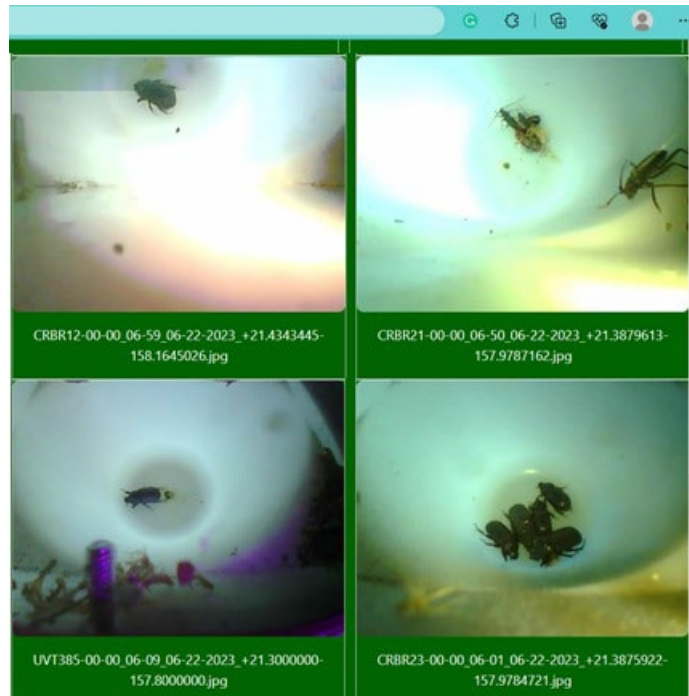 CRBR12-00-00_06-59_06-22-2023_+21.4343445-
158.1645026.jpg
CRBR21-00-00_06-50_06-22-2023_+21.3879613-
157.9787162.jpg
UVT385-00-00_06-09_06-22-2023_+21.3000000-
157.8000000.jpg
CRBR23-00-00_06-01_06-22-2023_+21.3875922-
157.9784721.jpg